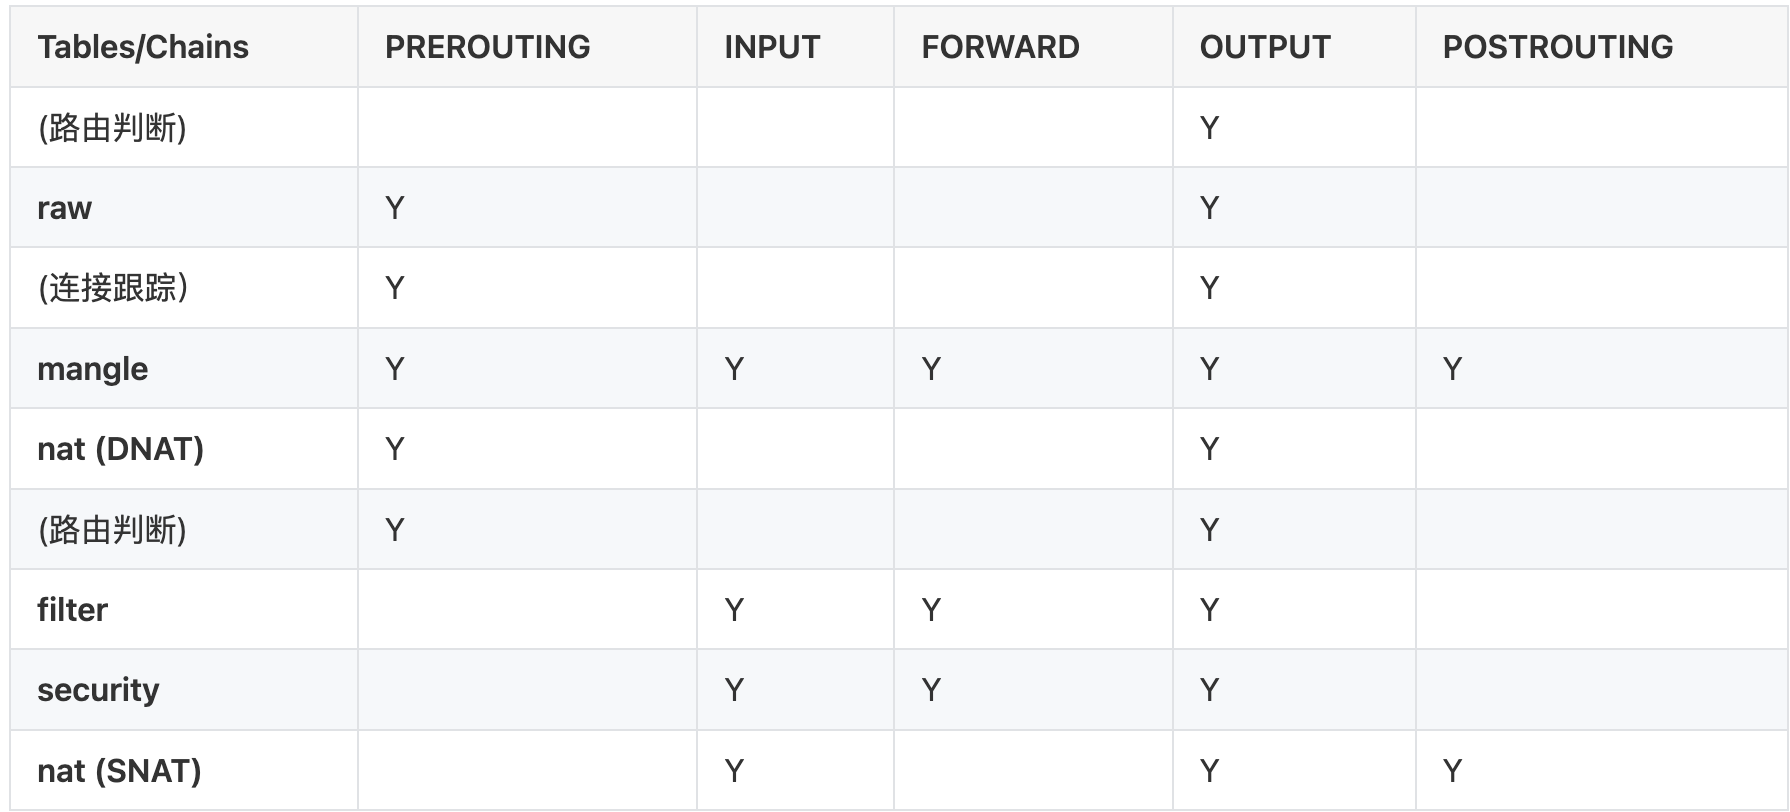 Tables/Chains PREROUTING INPUT FORWARD OUTPUT POSTROUTING
(路由判断) Y
raw Y Y
(连接跟踪） Y Y
mangle Y Y Y Y Y
nat (DNAT) Y Y
(路由判断) Y Y
filter Y Y Y
security Y Y Y
nat (SNAT) Y Y Y